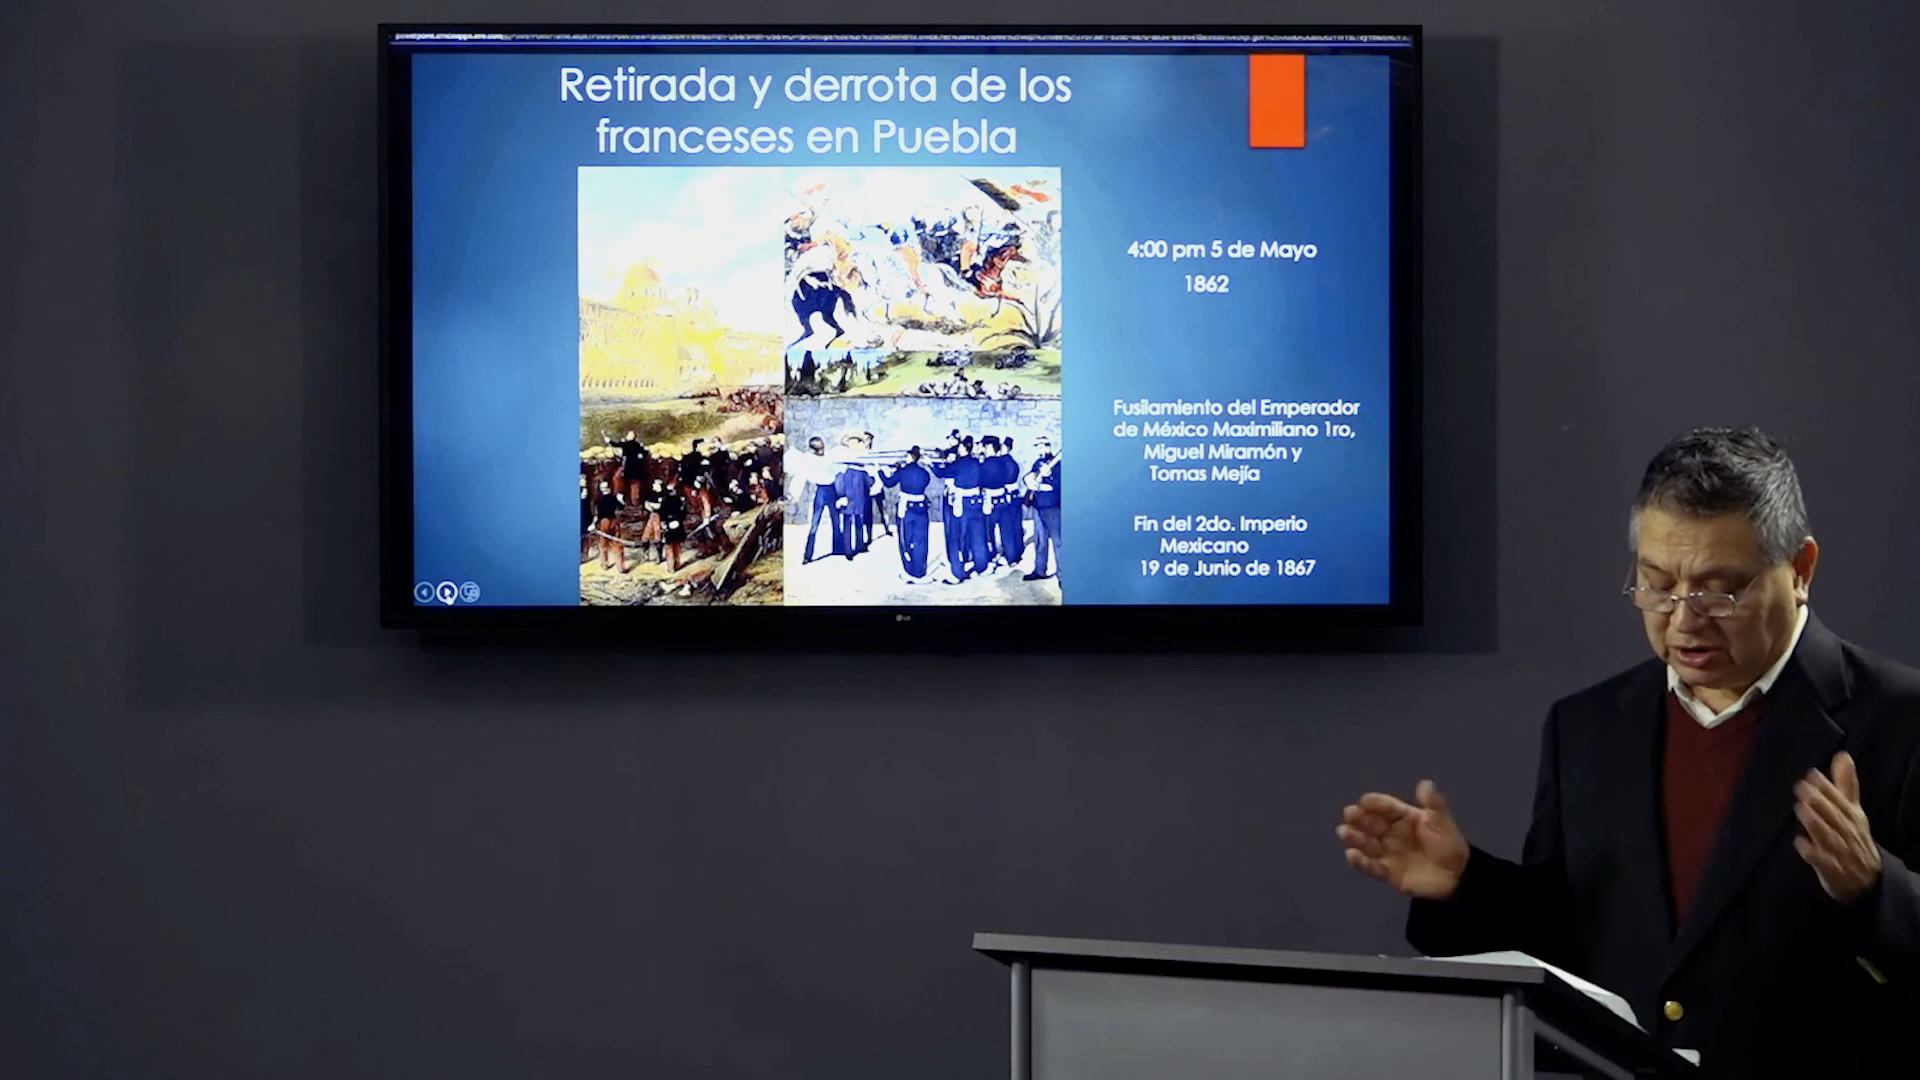 Retirada y derrota de los
franceses en Puebla
4:00 pm 5 de Mayo
1862
Fusilamiento del Emperador
de México Maximiliano 1ro,
Miguel Miramón y
Tomas Mejía
Fin del 2do. Imperio
Mexicano
19 de Junio de 1867
LG